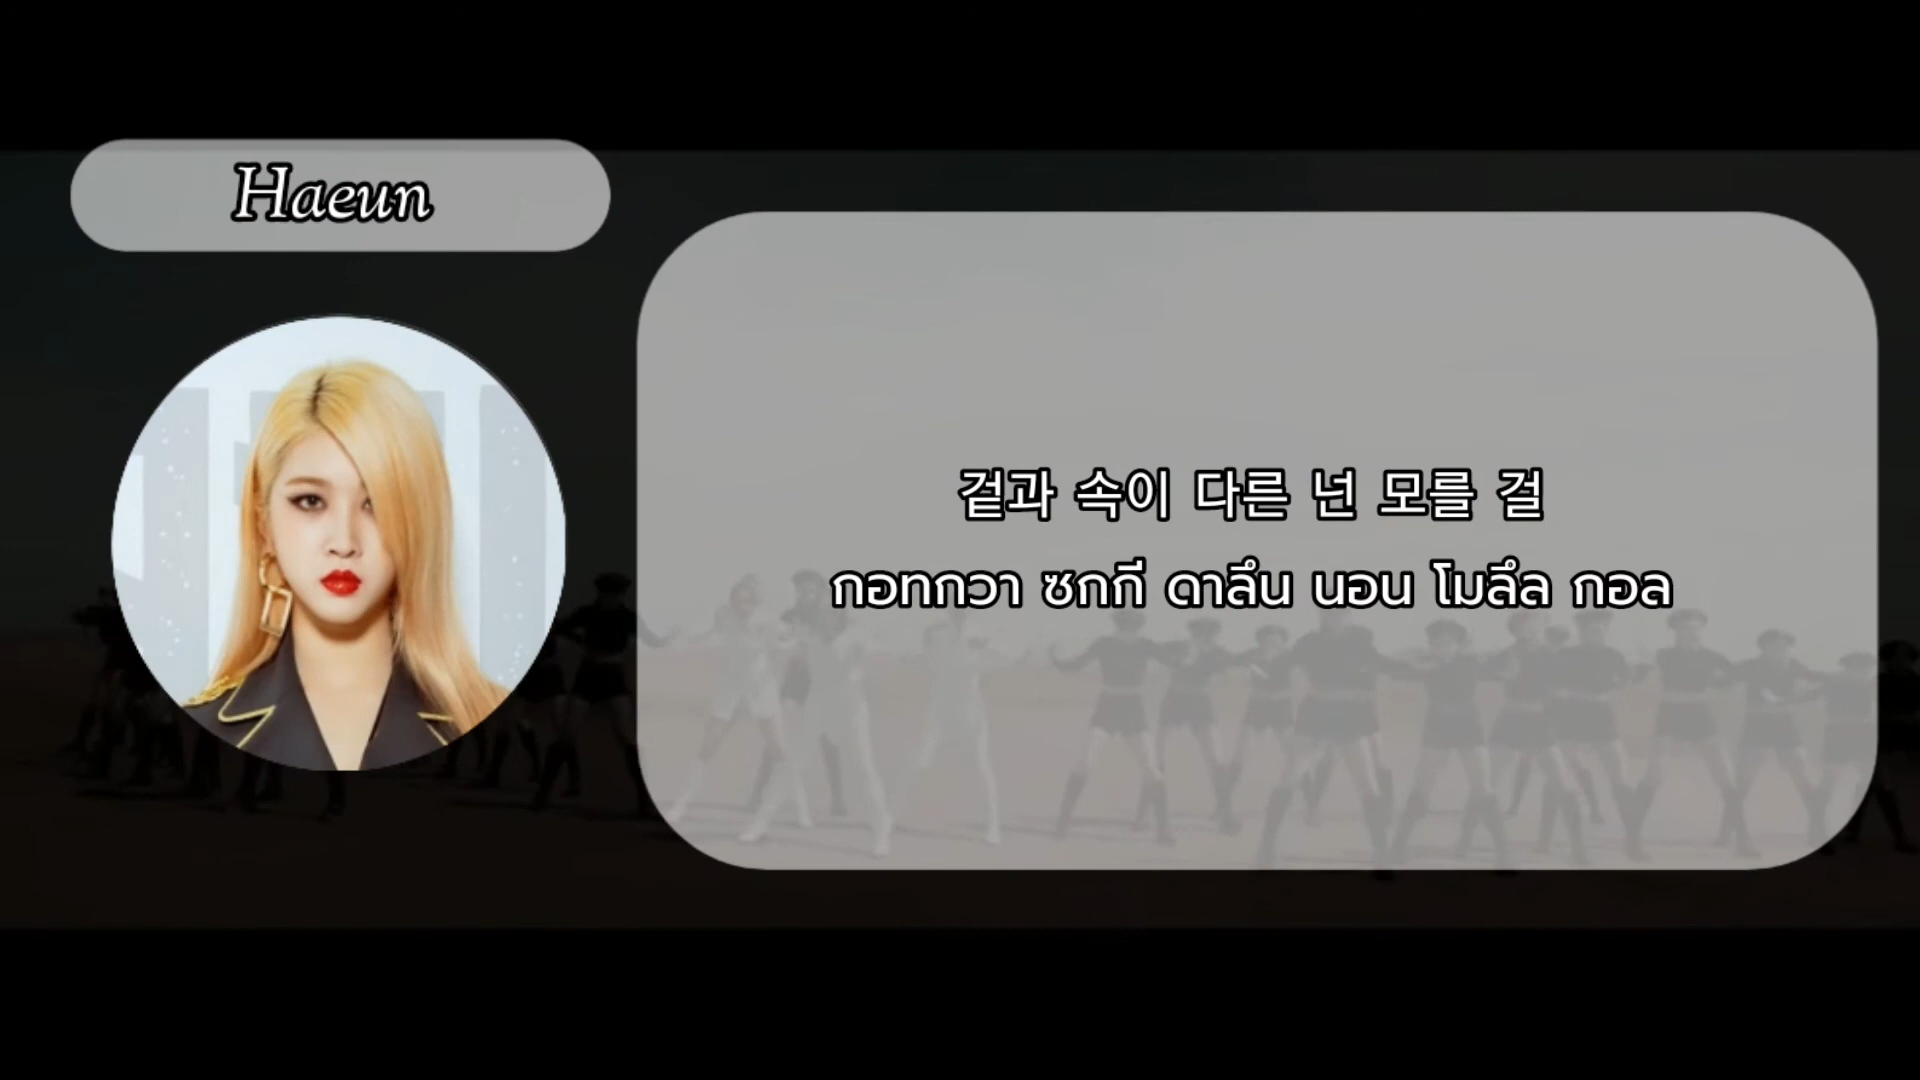 Haeun
겉과 속이 다른 넌 모를 걸
กอทกวา ซกกี ดาลึน นอน โมลึล กอล